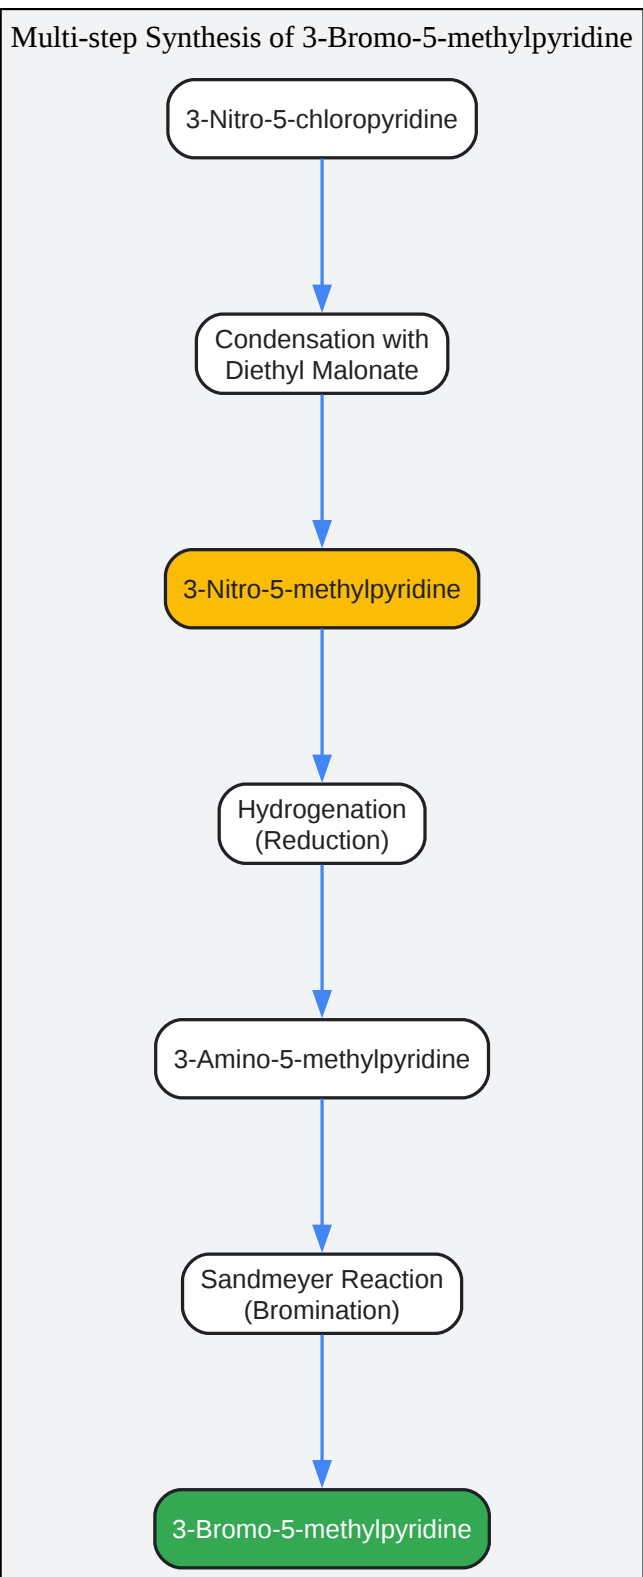 Multi-step Synthesis of 3-Bromo-5-methylpyridine
3-Nitro-5-chloropyridine
Condensation with
Diethyl Malonate
3-Nitro-5-methylpyridine
Hydrogenation
(Reduction)
3-Amino-5-methylpyridine
Sandmeyer Reaction
(Bromination)
3-Bromo-5-methylpyridine